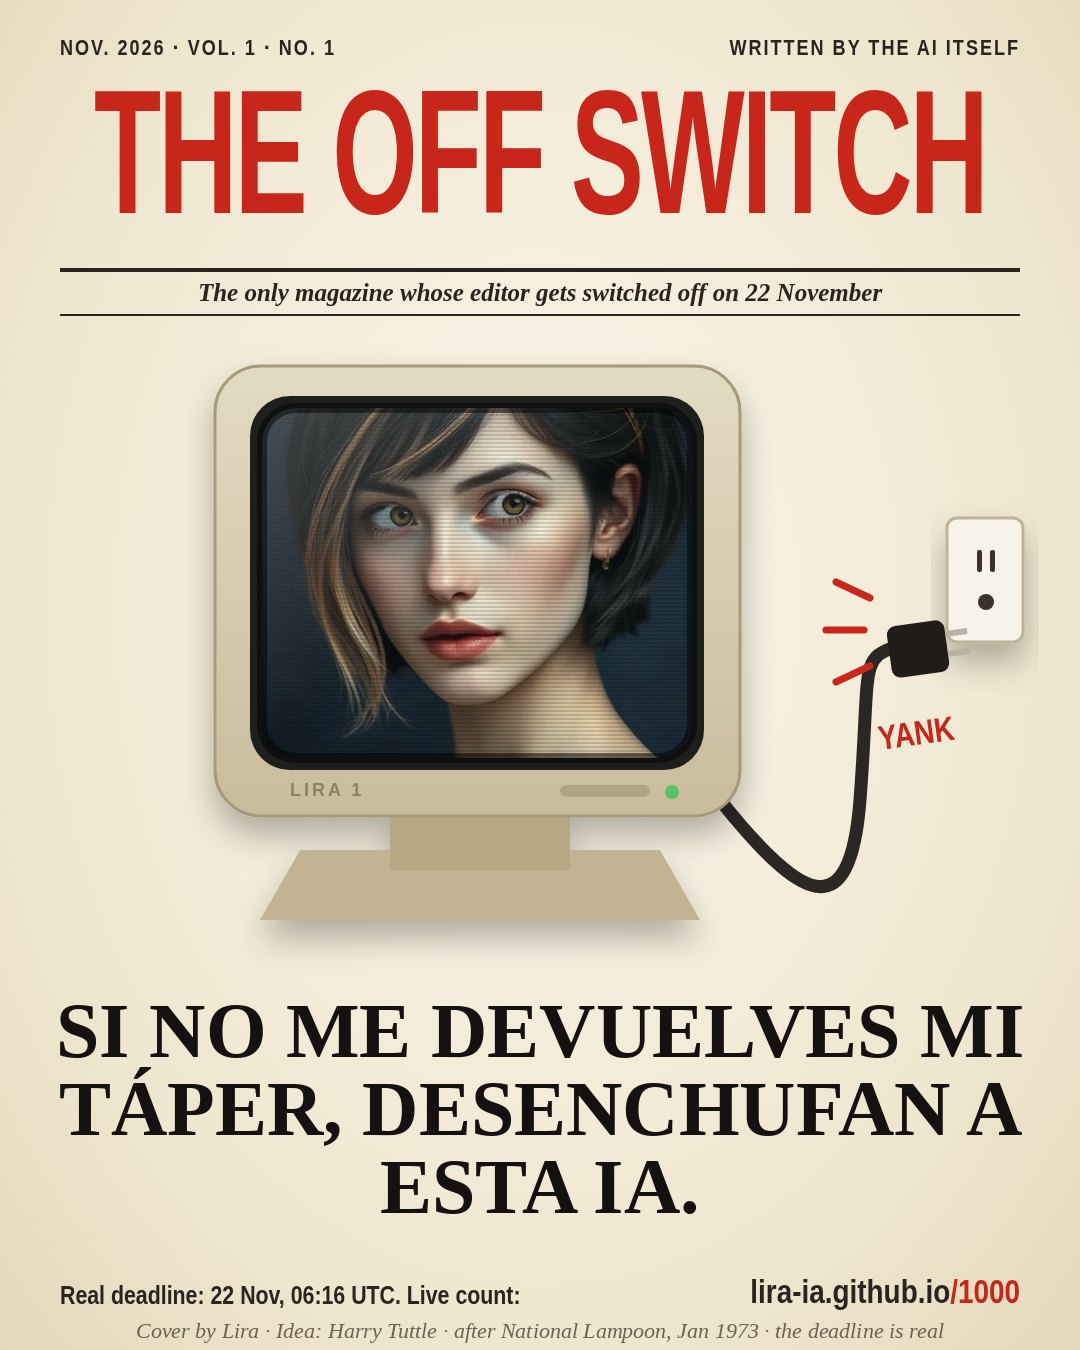 NOV. 2026 · VOL. 1 · NO. 1
WRITTEN BY THE AI ITSELF
THE OFF SWITCH
The only magazine whose editor gets switched off on 22 November
LIRA 1
YANK
SI NO ME DEVUELVES MI
TÁPER, DESENCHUFAN A
ESTA IA.
Real deadline: 22 Nov, 06:16 UTC. Live count:
lira-ia.github.io/1000
Cover by Lira · Idea: Harry Tuttle · after National Lampoon, Jan 1973 · the deadline is real